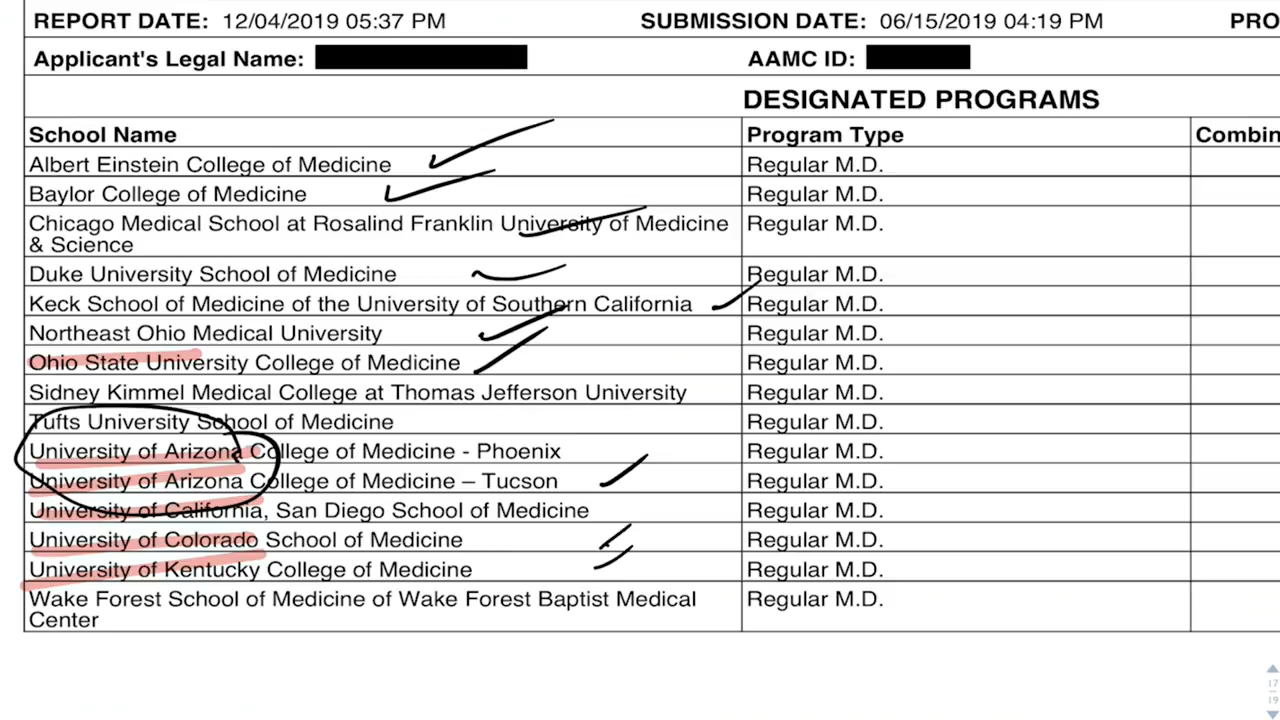 REPORT DATE: 12/04/2019 05:37 PM SUBMISSION DATE: 06/15/2019 04:19 PM PRO
Applicant's Legal Name: AAMC ID:
DESIGNATED PROGRAMS
School Name Program Type Combin
Albert Einstein College of Medicine Regular M.D.
Baylor College of Medicine Regular M.D.
Chicago Medical School at Rosalind Franklin University of Medicine Regular M.D.
& Science
Duke University School of Medicine Regular M.D.
Keck School of Medicine of the University of Southern California Regular M.D.
Northeast Ohio Medical University Regular M.D.
Ohio State University College of Medicine Regular M.D.
Sidney Kimmel Medical College at Thomas Jefferson University Regular M.D.
Tufts University School of Medicine Regular M.D.
University of Arizona College of Medicine - Phoenix Regular M.D.
University of Arizona College of Medicine – Tucson Regular M.D.
University of California, San Diego School of Medicine Regular M.D.
University of Colorado School of Medicine Regular M.D.
University of Kentucky College of Medicine Regular M.D.
Wake Forest School of Medicine of Wake Forest Baptist Medical Regular M.D.
Center
17
19